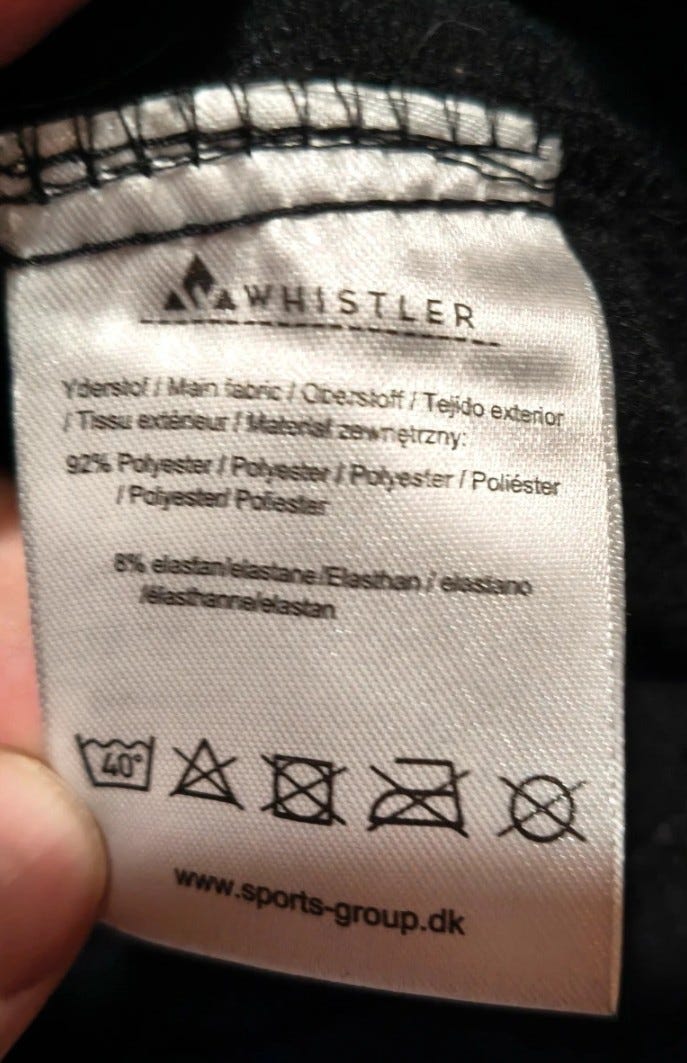 WHISTLER
Yderstof / Main fabric / Oberstoff / Tejido exterior
/ Tissu extérieur / Material zewnętrzny:
92% Polyester / Polyester / Polyester / Poliéster
/ Polyester/ Poliester
8% elastan/elastane/Elasthan / elastano
/élasthanne/elastan
40°
www.sports-group.dk